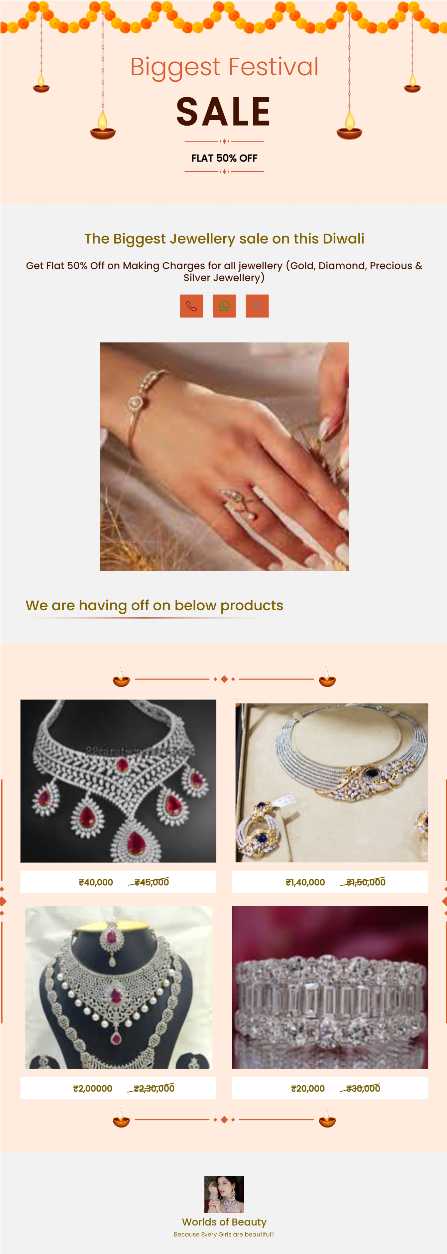 Biggest Festival
SALE
FLAT 50% OFF
The Biggest Jewellery sale on this Diwali
Get Flat 50% Off on Making Charges for all jewellery (Gold, Diamond, Precious &
Silver Jewellery)
We are having off on below products
₹40,000 ₹45,000
₹1,40,000 ₹1,50,000
₹2,00000 ₹2,30,000
₹20,000 ₹30,000
Worlds of Beauty
Because Every Girls are beautiful!!